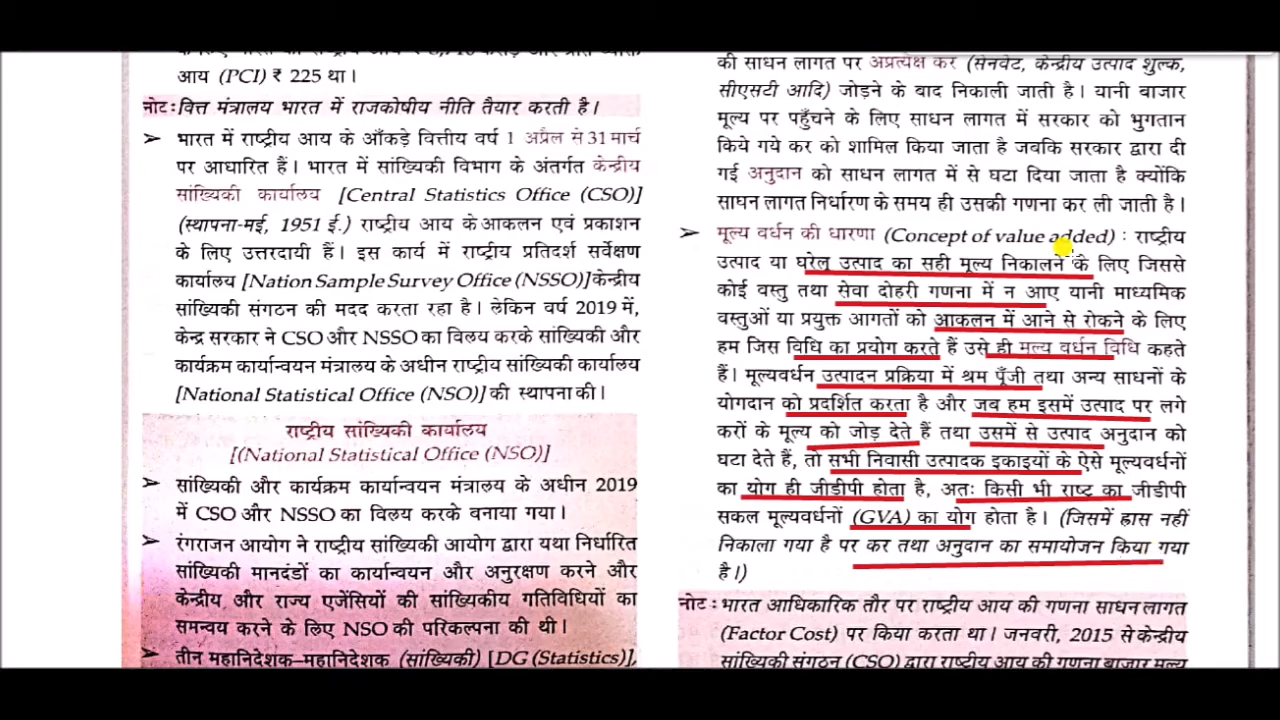 आय (PCI) ₹ 225 था।
नोट : वित्त मंत्रालय भारत में राजकोषीय नीति तैयार करती है।
➢ भारत में राष्ट्रीय आय के आँकड़े वित्तीय वर्ष 1 अप्रैल से 31 मार्च
पर आधारित हैं। भारत में सांख्यिकी विभाग के अंतर्गत केन्द्रीय
सांख्यिकी कार्यालय [Central Statistics Office (CSO)]
(स्थापना-मई, 1951 ई.) राष्ट्रीय आय के आकलन एवं प्रकाशन
के लिए उत्तरदायी हैं। इस कार्य में राष्ट्रीय प्रतिदर्श सर्वेक्षण
कार्यालय [Nation Sample Survey Office (NSSO)] केन्द्रीय
सांख्यिकी संगठन की मदद करता रहा है। लेकिन वर्ष 2019 में,
केन्द्र सरकार ने CSO और NSSO का विलय करके सांख्यिकी और
कार्यक्रम कार्यान्वयन मंत्रालय के अधीन राष्ट्रीय सांख्यिकी कार्यालय
[National Statistical Office (NSO)] की स्थापना की।
राष्ट्रीय सांख्यिकी कार्यालय
[(National Statistical Office (NSO)]
➢ सांख्यिकी और कार्यक्रम कार्यान्वयन मंत्रालय के अधीन 2019
में CSO और NSSO का विलय करके बनाया गया।
➢ रंगराजन आयोग ने राष्ट्रीय सांख्यिकी आयोग द्वारा यथा निर्धारित
सांख्यिकी मानदंडों का कार्यान्वयन और अनुरक्षण करने और
केन्द्रीय और राज्य एजेंसियों की सांख्यिकीय गतिविधियों का
समन्वय करने के लिए NSO की परिकल्पना की थी।
➢ तीन महानिदेशक–महानिदेशक (सांख्यिकी) [DG (Statistics)],
की साधन लागत पर अप्रत्यक्ष कर (सेनवेट, केन्द्रीय उत्पाद शुल्क,
सीएसटी आदि) जोड़ने के बाद निकाली जाती है। यानी बाजार
मूल्य पर पहुँचने के लिए साधन लागत में सरकार को भुगतान
किये गये कर को शामिल किया जाता है जबकि सरकार द्वारा दी
गई अनुदान को साधन लागत में से घटा दिया जाता है क्योंकि
साधन लागत निर्धारण के समय ही उसकी गणना कर ली जाती है।
➢ मूल्य वर्धन की धारणा (Concept of value added) : राष्ट्रीय
उत्पाद या घरेलु उत्पाद का सही मूल्य निकालने के लिए जिससे
कोई वस्तु तथा सेवा दोहरी गणना में न आए यानी माध्यमिक
वस्तुओं या प्रयुक्त आगतों को आकलन में आने से रोकने के लिए
हम जिस विधि का प्रयोग करते हैं उसे ही मूल्य वर्धन विधि कहते
हैं। मूल्यवर्धन उत्पादन प्रक्रिया में श्रम पूँजी तथा अन्य साधनों के
योगदान को प्रदर्शित करता है और जब हम इसमें उत्पाद पर लगे
करों के मूल्य को जोड़ देते हैं तथा उसमें से उत्पाद अनुदान को
घटा देते हैं, तो सभी निवासी उत्पादक इकाइयों के ऐसे मूल्यवर्धनों
का योग ही जीडीपी होता है, अतः किसी भी राष्ट का जीडीपी
सकल मूल्यवर्धनों (GVA) का योग होता है। (जिसमें ह्रास नहीं
निकाला गया है पर कर तथा अनुदान का समायोजन किया गया
है।)
नोट : भारत आधिकारिक तौर पर राष्ट्रीय आय की गणना साधन लागत
(Factor Cost) पर किया करता था। जनवरी, 2015 से केन्द्रीय
सांख्यिकी संगठन (CSO) द्वारा राष्ट्रीय आय की गणना बाजार मूल्य